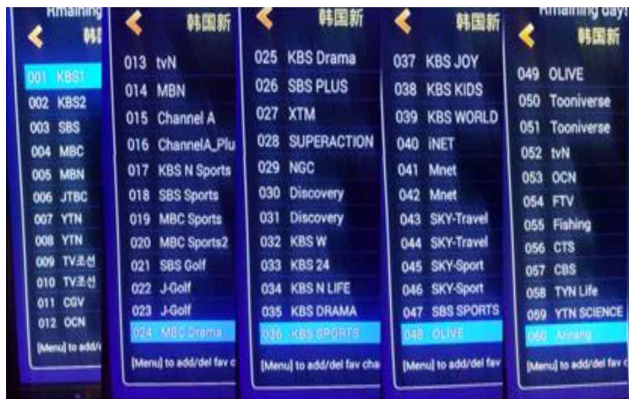 Rmaining
韩
001 KBS1
002 KBS2
003 SBS
004 MBC
005 MBN
006 JTBC
007 YTN
008 YTN
009 TV조선
010 TV조선
011 CGV
012 OCN
[Menu] to add/
韩国新
013 tvN
014 MBN
015 Channel A
016 ChannelA_Plu
017 KBS N Sports
018 SBS Sports
019 MBC Sports
020 MBC Sports2
021 SBS Golf
022 J-Golf
023 J-Golf
024 MBC Drama
[Menu] to add/del fav c
韩国新
025 KBS Drama
026 SBS PLUS
027 XTM
028 SUPERACTION
029 NGC
030 Discovery
031 Discovery
032 KBS W
033 KBS 24
034 KBS N LIFE
035 KBS DRAMA
036 KBS SPORTS
[Menu] to add/del fav cha
韩国新
037 KBS JOY
038 KBS KIDS
039 KBS WORLD
040 iNET
041 Mnet
042 Mnet
043 SKY-Travel
044 SKY-Travel
045 SKY-Sport
046 SKY-Sport
047 SBS SPORTS
048 OLIVE
[Menu] to add/del fav
Rmaining days
韩国新
049 OLIVE
050 Tooniverse
051 Tooniverse
052 tvN
053 OCN
054 FTV
055 Fishing
056 CTS
057 CBS
058 TYN Life
059 YTN SCIENCE
060 Arirang
[Menu] to add/del fav c